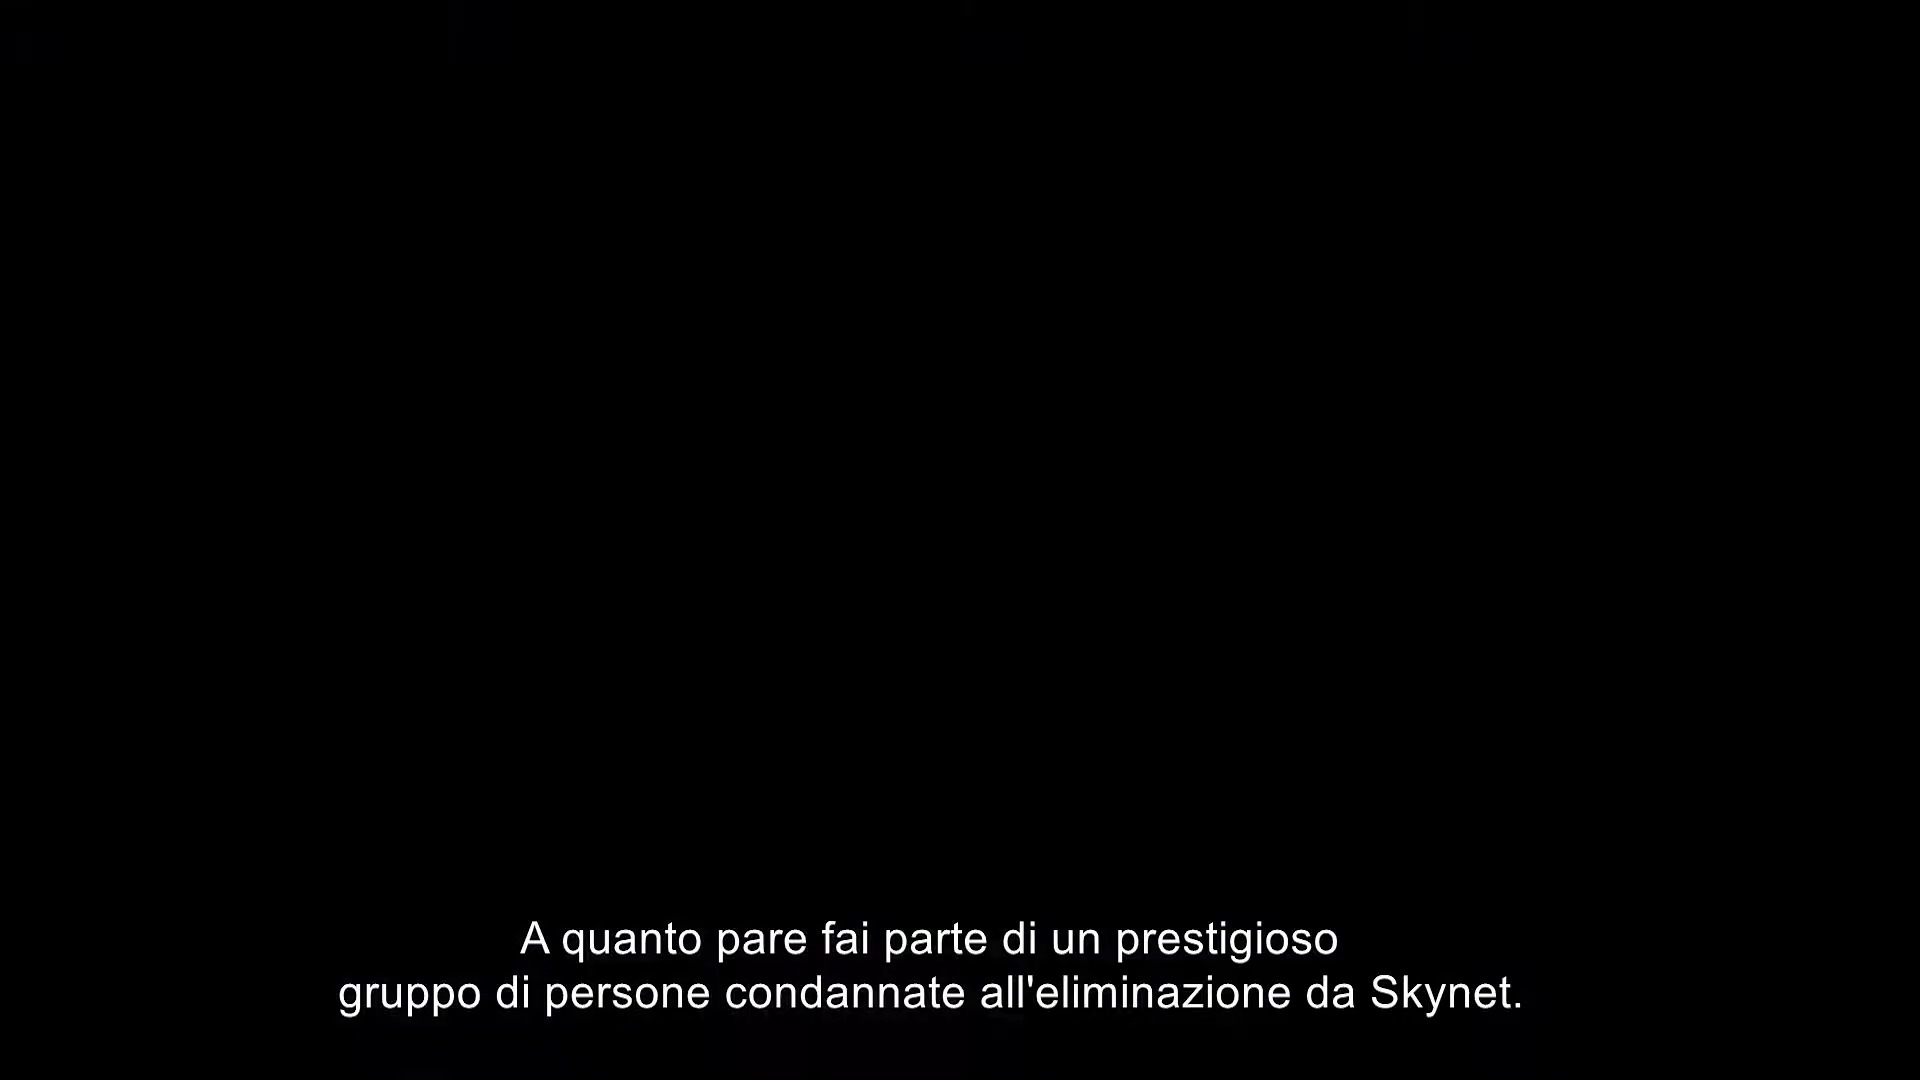 A quanto pare fai parte di un prestigioso
gruppo di persone condannate all'eliminazione da Skynet.